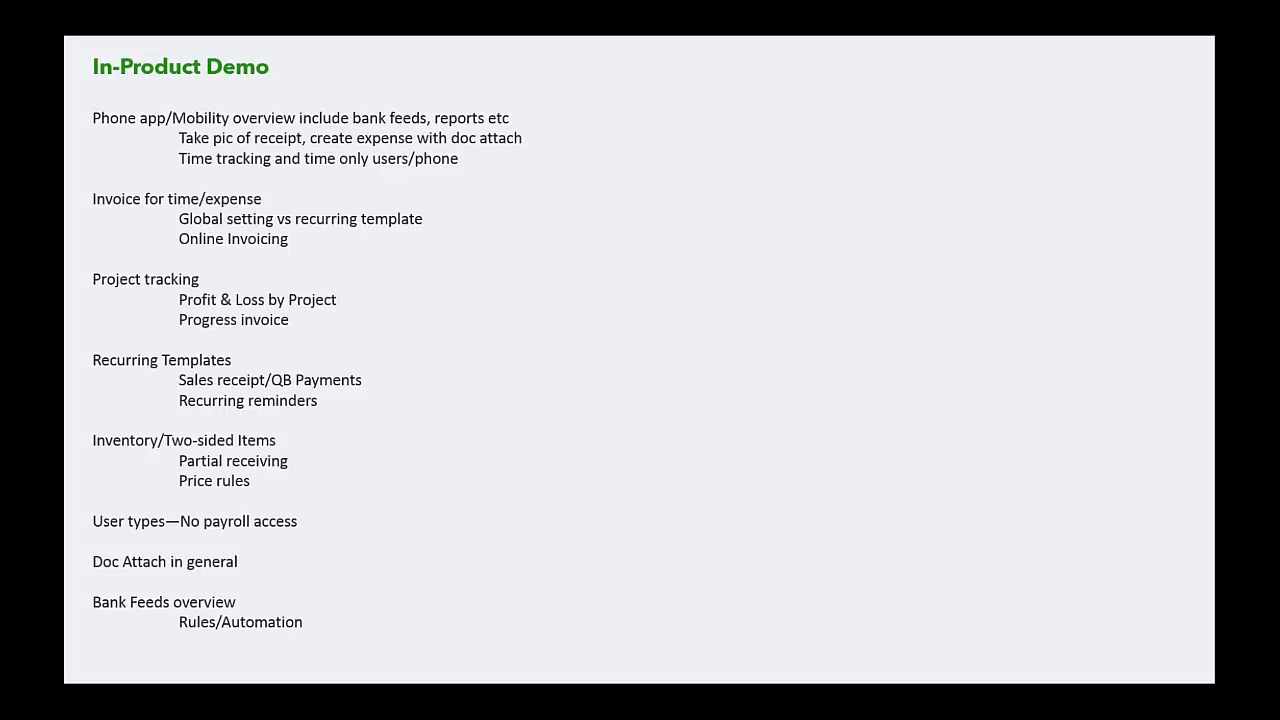 In-Product Demo
Phone app/Mobility overview include bank feeds, reports etc
Take pic of receipt, create expense with doc attach
Time tracking and time only users/phone
Invoice for time/expense
Global setting vs recurring template
Online Invoicing
Project tracking
Profit & Loss by Project
Progress invoice
Recurring Templates
Sales receipt/QB Payments
Recurring reminders
Inventory/Two-sided Items
Partial receiving
Price rules
User types—No payroll access
Doc Attach in general
Bank Feeds overview
Rules/Automation